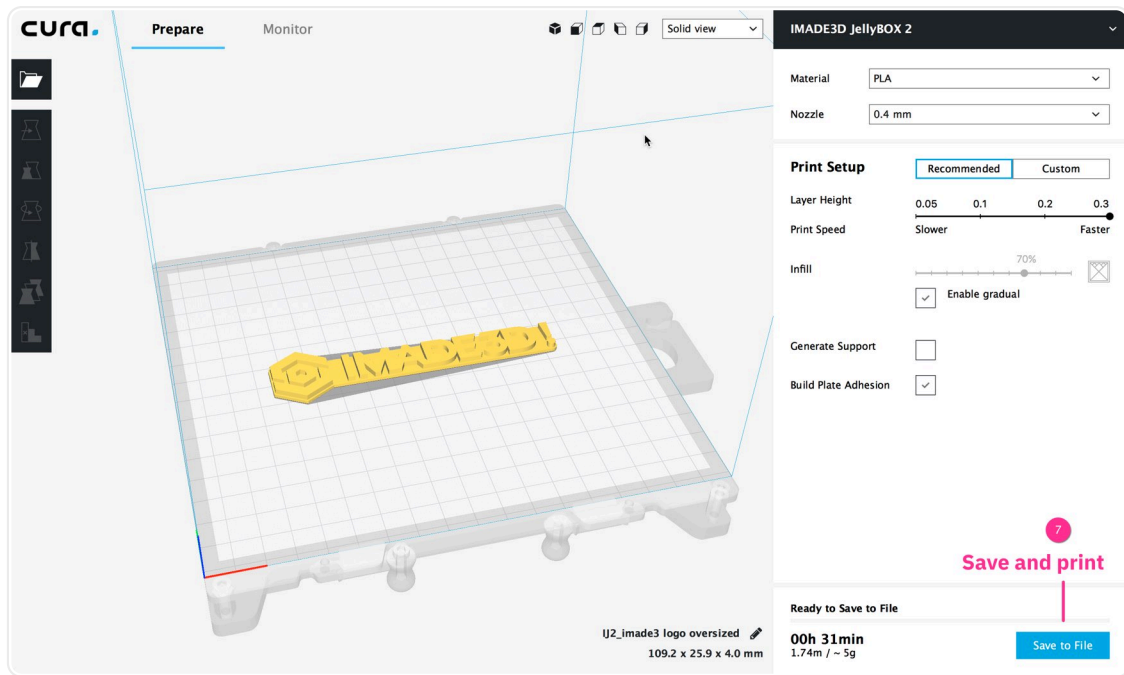 cura.
Prepare
Monitor
Solid view
IMADE3D JellyBOX 2
Material
PLA
Nozzle
0.4 mm
Print Setup
Recommended
Custom
Layer Height
0.05 0.1 0.2 0.3
Print Speed
Slower
Faster
70%
Infill
Enable gradual
IMADE3D!
Generate Support
Build Plate Adhesion
7
Save and print
Ready to Save to File
IJ2_imade3 logo oversized
109.2 x 25.9 x 4.0 mm
00h 31min
1.74m / ~ 5g
Save to File